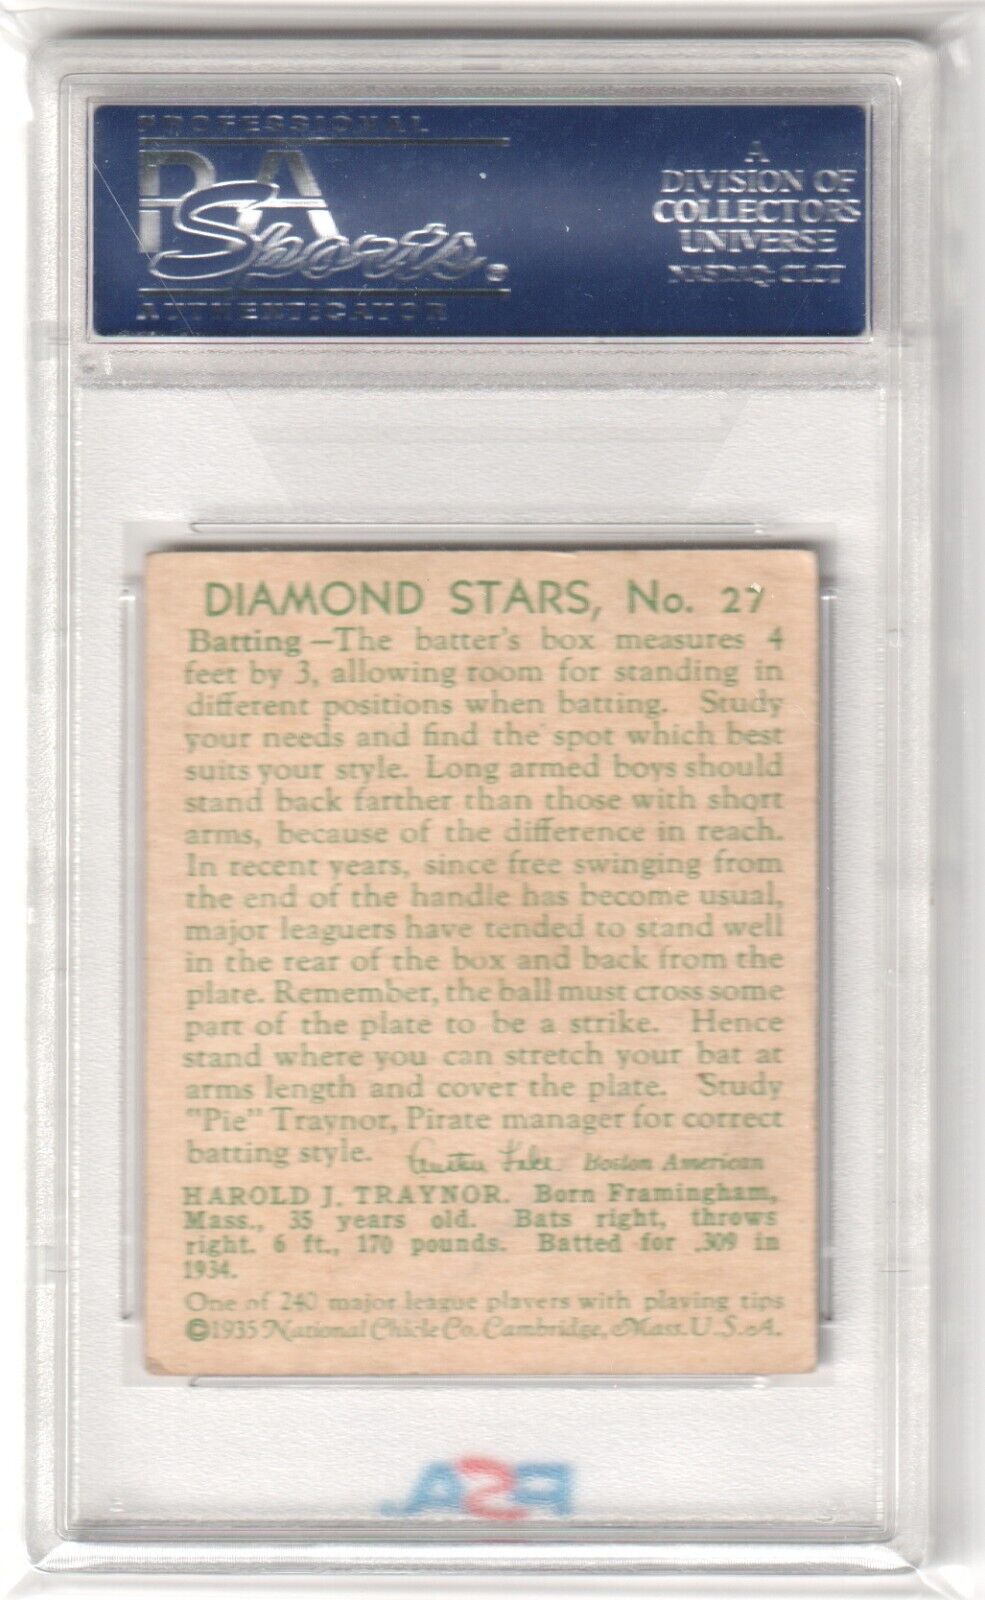 PROFESSIONAL
PSA
Sports
AUTHENTICATOR
A
DIVISION OF
COLLECTORS
UNIVERSE
NASDAQ, CLCT
DIAMOND STARS, No. 27
Batting—The batter's box measures 4
feet by 3, allowing room for standing in
different positions when batting. Study
your needs and find the spot which best
suits your style. Long armed boys should
stand back farther than those with short
arms, because of the difference in reach.
In recent years, since free swinging from
the end of the handle has become usual,
major leaguers have tended to stand well
in the rear of the box and back from the
plate. Remember, the ball must cross some
part of the plate to be a strike. Hence
stand where you can stretch your bat at
arms length and cover the plate. Study
"Pie" Traynor, Pirate manager for correct
batting style. Austen Lake Boston American
HAROLD J. TRAYNOR. Born Framingham,
Mass., 35 years old. Bats right, throws
right. 6 ft., 170 pounds. Batted for .309 in
1934.
One of 240 major league players with playing tips
©1935 National Chicle Co. Cambridge, Mass. U.S.A.
PSA